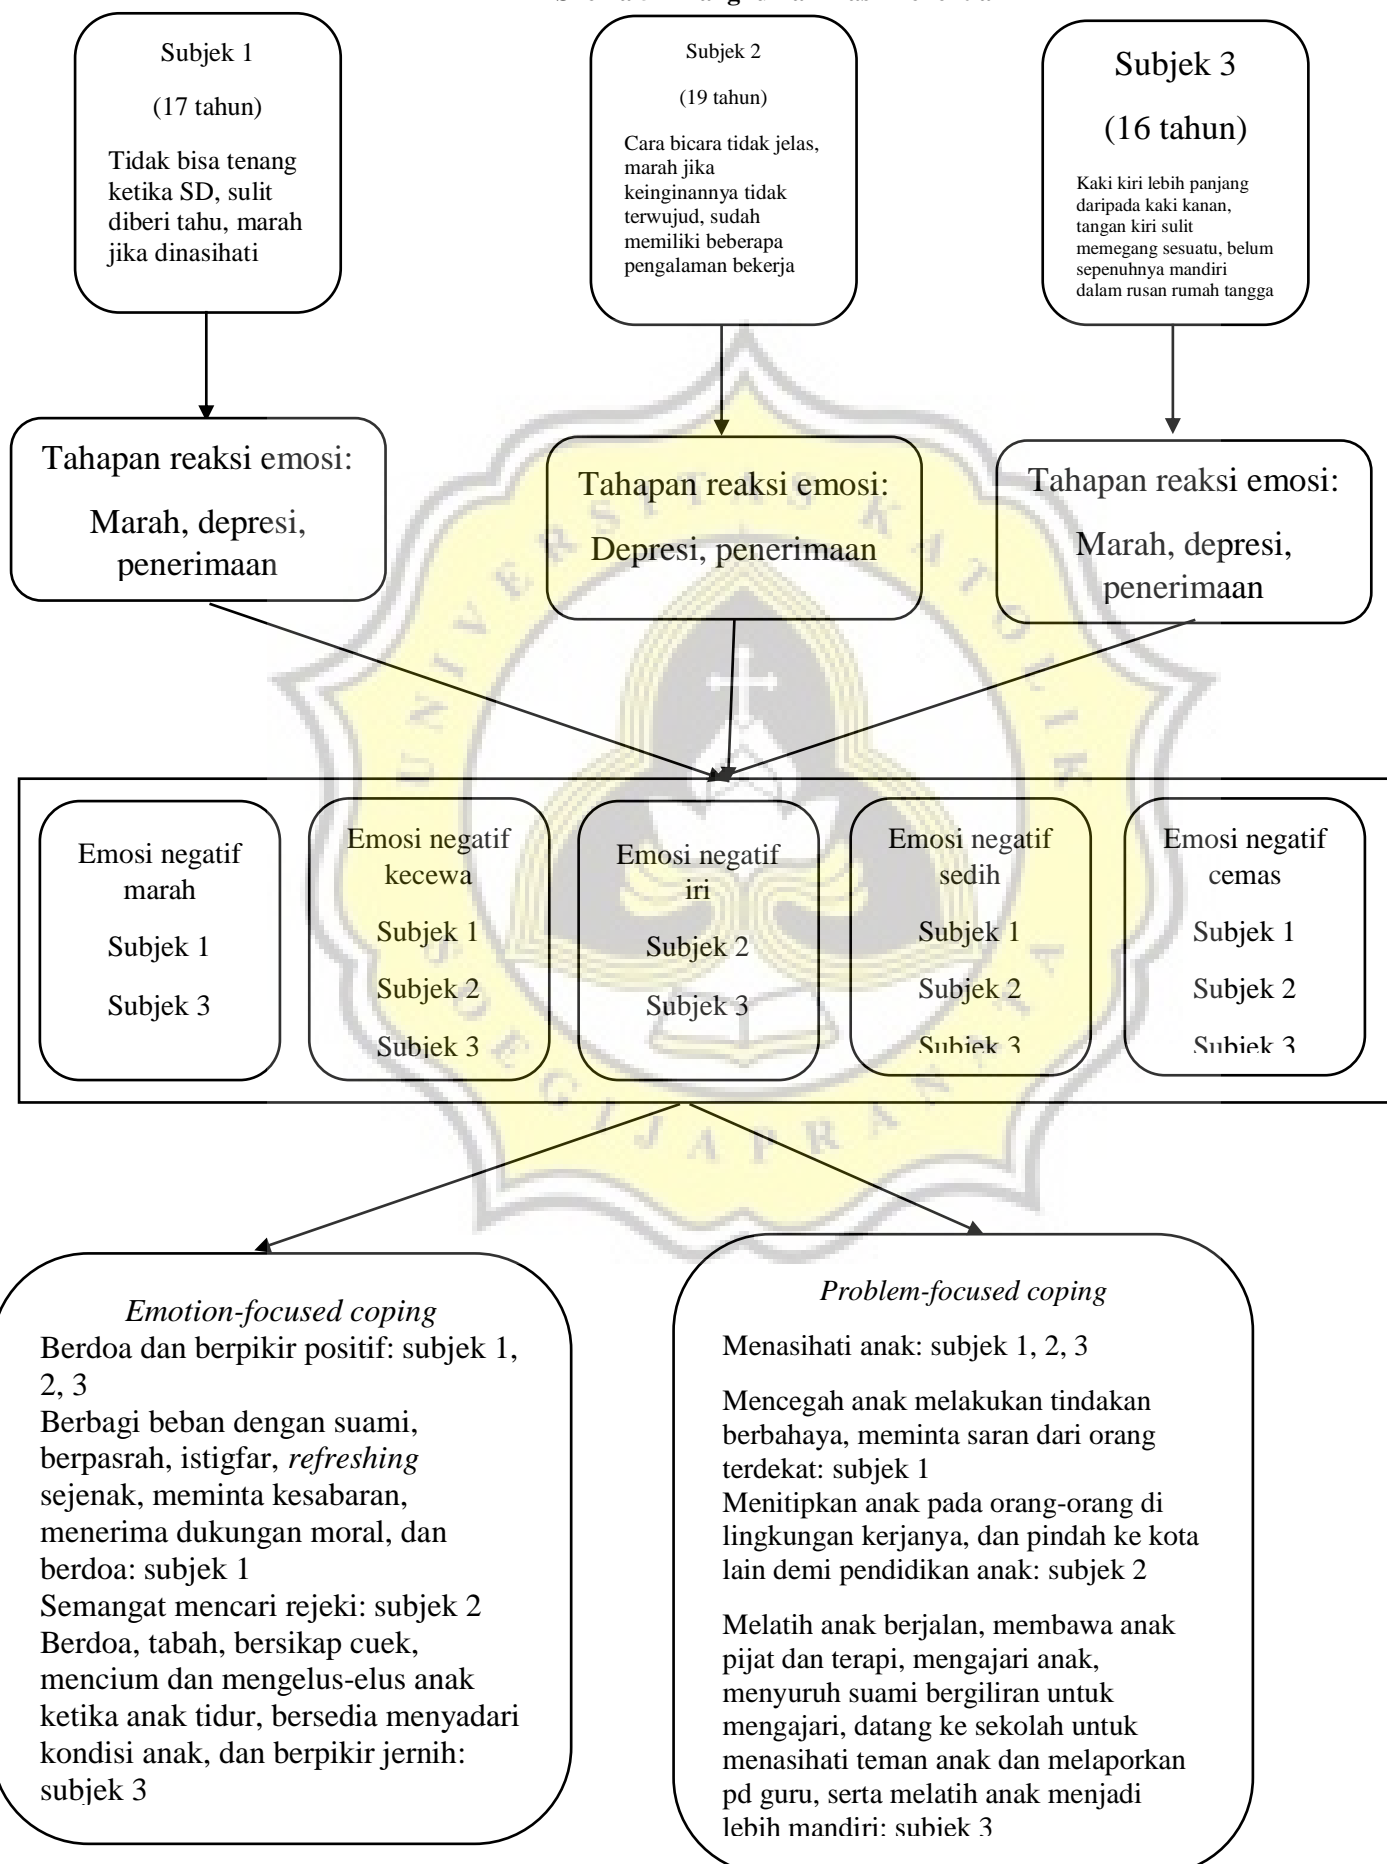 Subjek 1
(17 tahun)
Tidak bisa tenang
ketika SD, sulit
diberi tahu, marah
jika dinasihati
Subjek 2
(19 tahun)
Cara bicara tidak jelas,
marah jika
keinginannya tidak
terwujud, sudah
memiliki beberapa
pengalaman bekerja
Subjek 3
(16 tahun)
Kaki kiri lebih panjang
daripada kaki kanan,
tangan kiri sulit
memegang sesuatu, belum
sepenuhnya mandiri
dalam rusan rumah tangga
Tahapan reaksi emosi:
Marah, depresi,
penerimaan
Tahapan reaksi emosi:
Depresi, penerimaan
Tahapan reaksi emosi:
Marah, depresi,
penerimaan
Emosi negatif
marah
Subjek 1
Subjek 3
Emosi negatif
kecewa
Subjek 1
Subjek 2
Subjek 3
Emosi negatif
iri
Subjek 2
Subjek 3
Emosi negatif
sedih
Subjek 1
Subjek 2
Subjek 3
Emosi negatif
cemas
Subjek 1
Subjek 2
Subjek 3
Emotion-focused coping
Berdoa dan berpikir positif: subjek 1,
2, 3
Berbagi beban dengan suami,
berpasrah, istigfar, refreshing
sejenak, meminta kesabaran,
menerima dukungan moral, dan
berdoa: subjek 1
Semangat mencari rejeki: subjek 2
Berdoa, tabah, bersikap cuek,
mencium dan mengelus-elus anak
ketika anak tidur, bersedia menyadari
kondisi anak, dan berpikir jernih:
subjek 3
Problem-focused coping
Menasihati anak: subjek 1, 2, 3
Mencegah anak melakukan tindakan
berbahaya, meminta saran dari orang
terdekat: subjek 1
Menitipkan anak pada orang-orang di
lingkungan kerjanya, dan pindah ke kota
lain demi pendidikan anak: subjek 2
Melatih anak berjalan, membawa anak
pijat dan terapi, mengajari anak,
menyuruh suami bergiliran untuk
mengajari, datang ke sekolah untuk
menasihati teman anak dan melaporkan
pd guru, serta melatih anak menjadi
lebih mandiri: subjek 3
UNIVERSITAS KATOLIK
SOEGIJAPRANATA